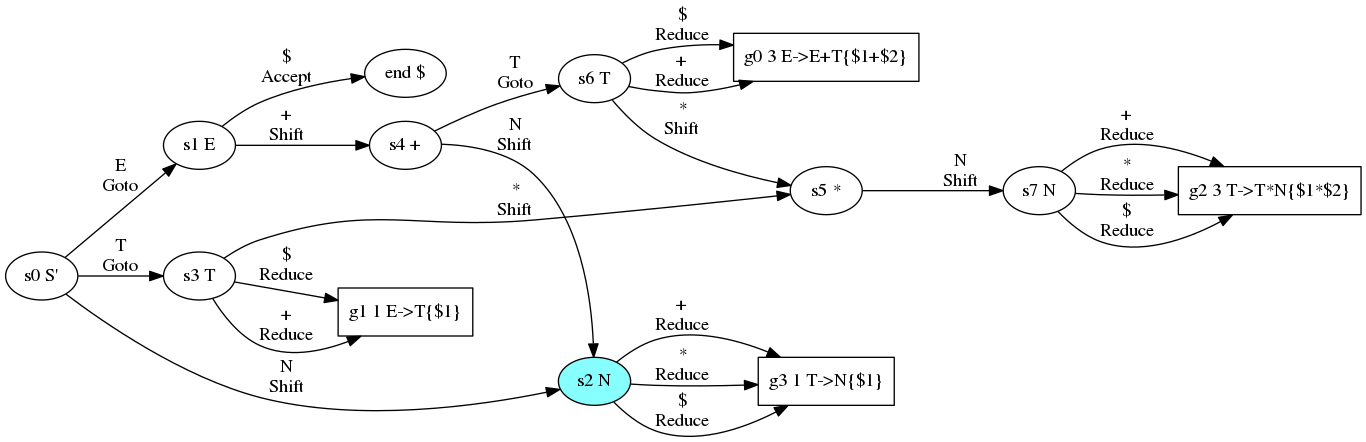 $
Accept
end $
E
Goto
s1 E
+
Shift
s4 +
T
Goto
s6 T
$
Reduce
+
Reduce
g0 3 E->E+T{$1+$2}
*
Shift
N
Shift
s0 S'
T
Goto
s3 T
*
Shift
s5 *
N
Shift
s7 N
+
Reduce
*
Reduce
$
Reduce
g2 3 T->T*N{$1*$2}
$
Reduce
+
Reduce
g1 1 E->T{$1}
N
Shift
s2 N
+
Reduce
*
Reduce
$
Reduce
g3 1 T->N{$1}